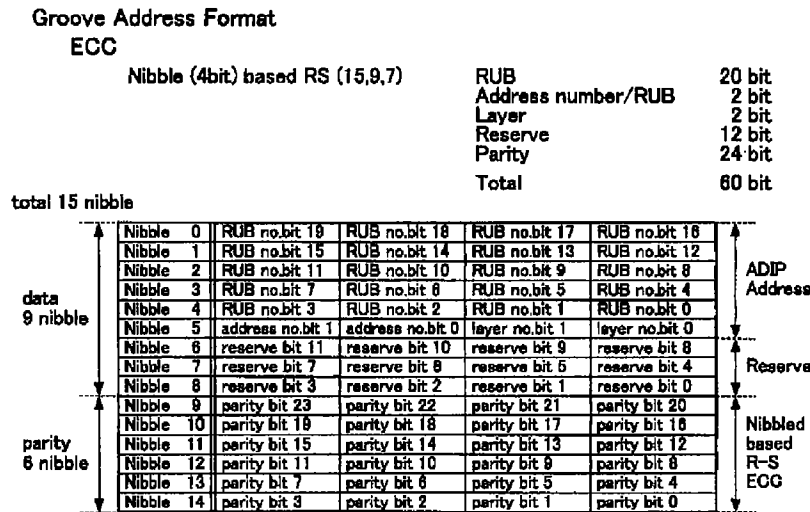 Groove Address Format
ECC
Nibble (4bit) based RS (15,9,7)
RUB 20 bit
Address number/RUB 2 bit
Layer 2 bit
Reserve 12 bit
Parity 24 bit
Total 60 bit
total 15 nibble
data
9 nibble
parity
6 nibble
Nibble 0 RUB no.bit 19 RUB no.bit 18 RUB no.bit 17 RUB no.bit 16
Nibble 1 RUB no.bit 15 RUB no.bit 14 RUB no.bit 13 RUB no.bit 12
Nibble 2 RUB no.bit 11 RUB no.bit 10 RUB no.bit 9 RUB no.bit 8
Nibble 3 RUB no.bit 7 RUB no.bit 6 RUB no.bit 5 RUB no.bit 4
Nibble 4 RUB no.bit 3 RUB no.bit 2 RUB no.bit 1 RUB no.bit 0
Nibble 5 address no.bit 1 address no.bit 0 layer no.bit 1 layer no.bit 0
Nibble 6 reserve bit 11 reserve bit 10 reserve bit 9 reserve bit 8
Nibble 7 reserve bit 7 reserve bit 6 reserve bit 5 reserve bit 4
Nibble 8 reserve bit 3 reserve bit 2 reserve bit 1 reserve bit 0
Nibble 9 parity bit 23 parity bit 22 parity bit 21 parity bit 20
Nibble 10 parity bit 19 parity bit 18 parity bit 17 parity bit 16
Nibble 11 parity bit 15 parity bit 14 parity bit 13 parity bit 12
Nibble 12 parity bit 11 parity bit 10 parity bit 9 parity bit 8
Nibble 13 parity bit 7 parity bit 6 parity bit 5 parity bit 4
Nibble 14 parity bit 3 parity bit 2 parity bit 1 parity bit 0
ADIP
Address
Reserve
Nibbled
based
R-S
ECC